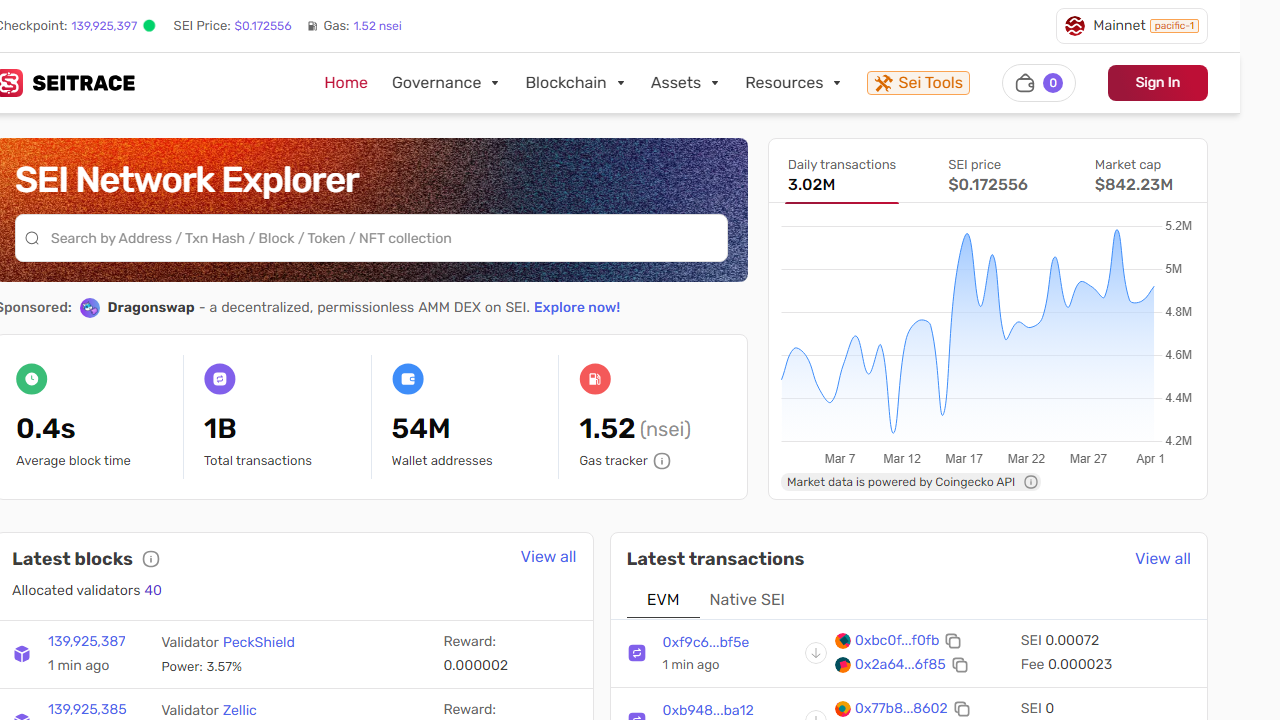 Checkpoint: 139,925,397 SEI Price: $0.172556 Gas: 1.52 nsei Mainnet pacific-1
SEITRACE Home Governance Blockchain Assets Resources Sei Tools 0 Sign In
SEI Network Explorer
Search by Address / Txn Hash / Block / Token / NFT collection
Sponsored: Dragonswap - a decentralized, permissionless AMM DEX on SEI. Explore now!
0.4s
Average block time
1B
Total transactions
54M
Wallet addresses
1.52 (nsei)
Gas tracker
Daily transactions
3.02M
SEI price
$0.172556
Market cap
$842.23M
5.2M
5M
4.8M
4.6M
4.4M
4.2M
Mar 7 Mar 12 Mar 17 Mar 22 Mar 27 Apr 1
Market data is powered by Coingecko API
Latest blocks View all
Allocated validators 40
139,925,387 Validator PeckShield Reward:
1 min ago Power: 3.57% 0.000002
139,925,385 Validator Zellic Reward:
Latest transactions View all
EVM Native SEI
0xf9c6...bf5e 0xbc0f...f0fb SEI 0.00072
1 min ago 0x2a64...6f85 Fee 0.000023
0xb948...ba12 0x77b8...8602 SEI 0